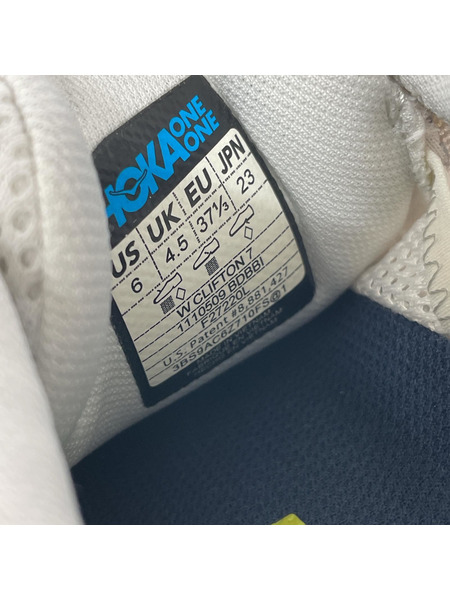 HOKA ONE ONE
US UK EU JPN
6 4.5 37⅓ 23
W CLIFTON 7
1110509 BDBBI
F27220L
U.S. Patent #8,881,427